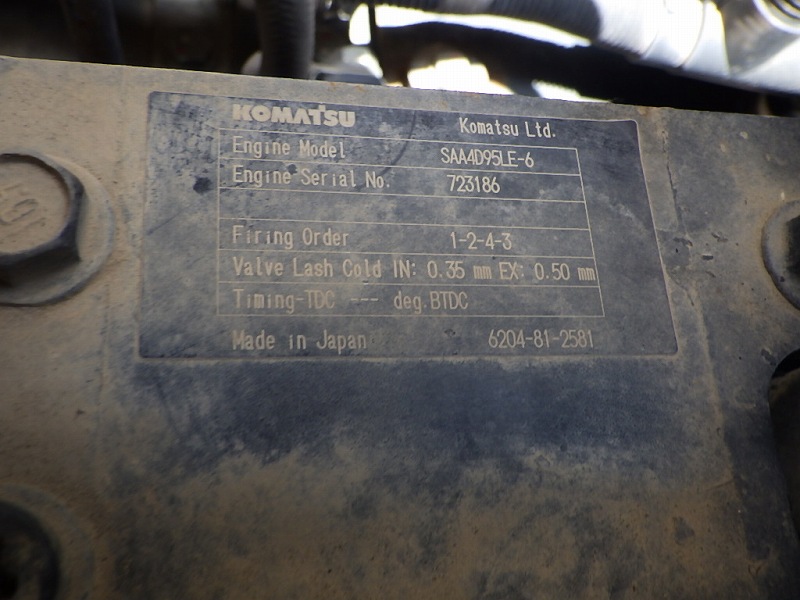 KOMATSU Komatsu Ltd.
Engine Model SAA4D95LE-6
Engine Serial No. 723186
Firing Order 1-2-4-3
Valve Lash Cold IN: 0.35 mm EX: 0.50 mm
Timing-TDC --- deg.BTDC
Made in Japan 6204-81-2581